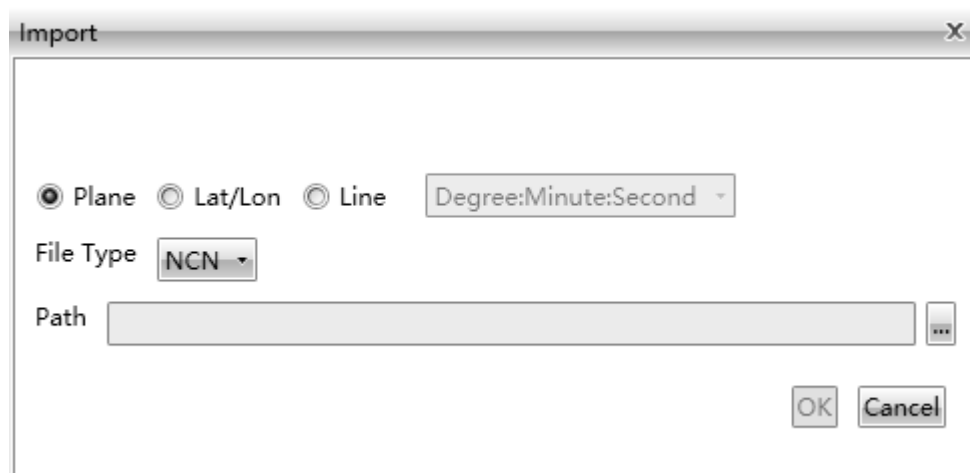 Import
Plane Lat/Lon Line Degree:Minute:Second
File Type NCN
Path ...
OK Cancel